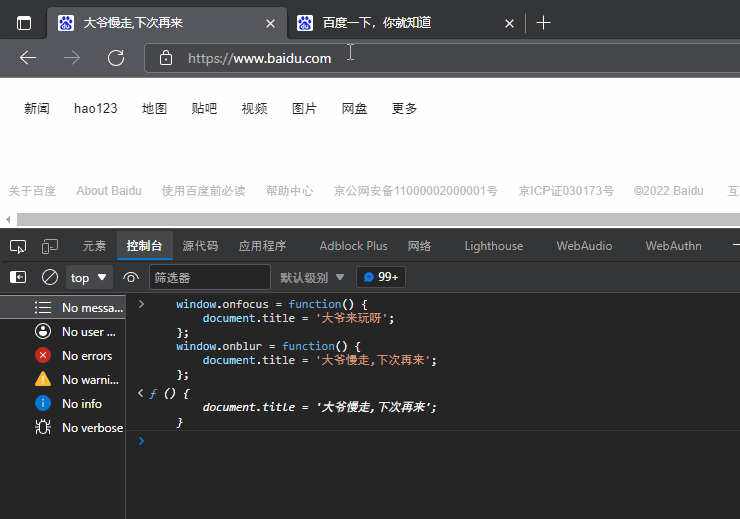 大爷慢走,下次再来 百度一下，你就知道
https://www.baidu.com
新闻 hao123 地图 贴吧 视频 图片 网盘 更多
关于百度 About Baidu 使用百度前必读 帮助中心 京公网安备11000002000001号 京ICP证030173号 ©2022 Baidu 互
元素 控制台 源代码 应用程序 Adblock Plus 网络 Lighthouse WebAudio WebAuthn
top 筛选器 默认级别 99+
No messa...
No user ...
No errors
No warni...
No info
No verbose
window.onfocus = function() {
document.title = '大爷来玩呀';
};
window.onblur = function() {
document.title = '大爷慢走,下次再来';
};
ƒ () {
document.title = '大爷慢走,下次再来';
}